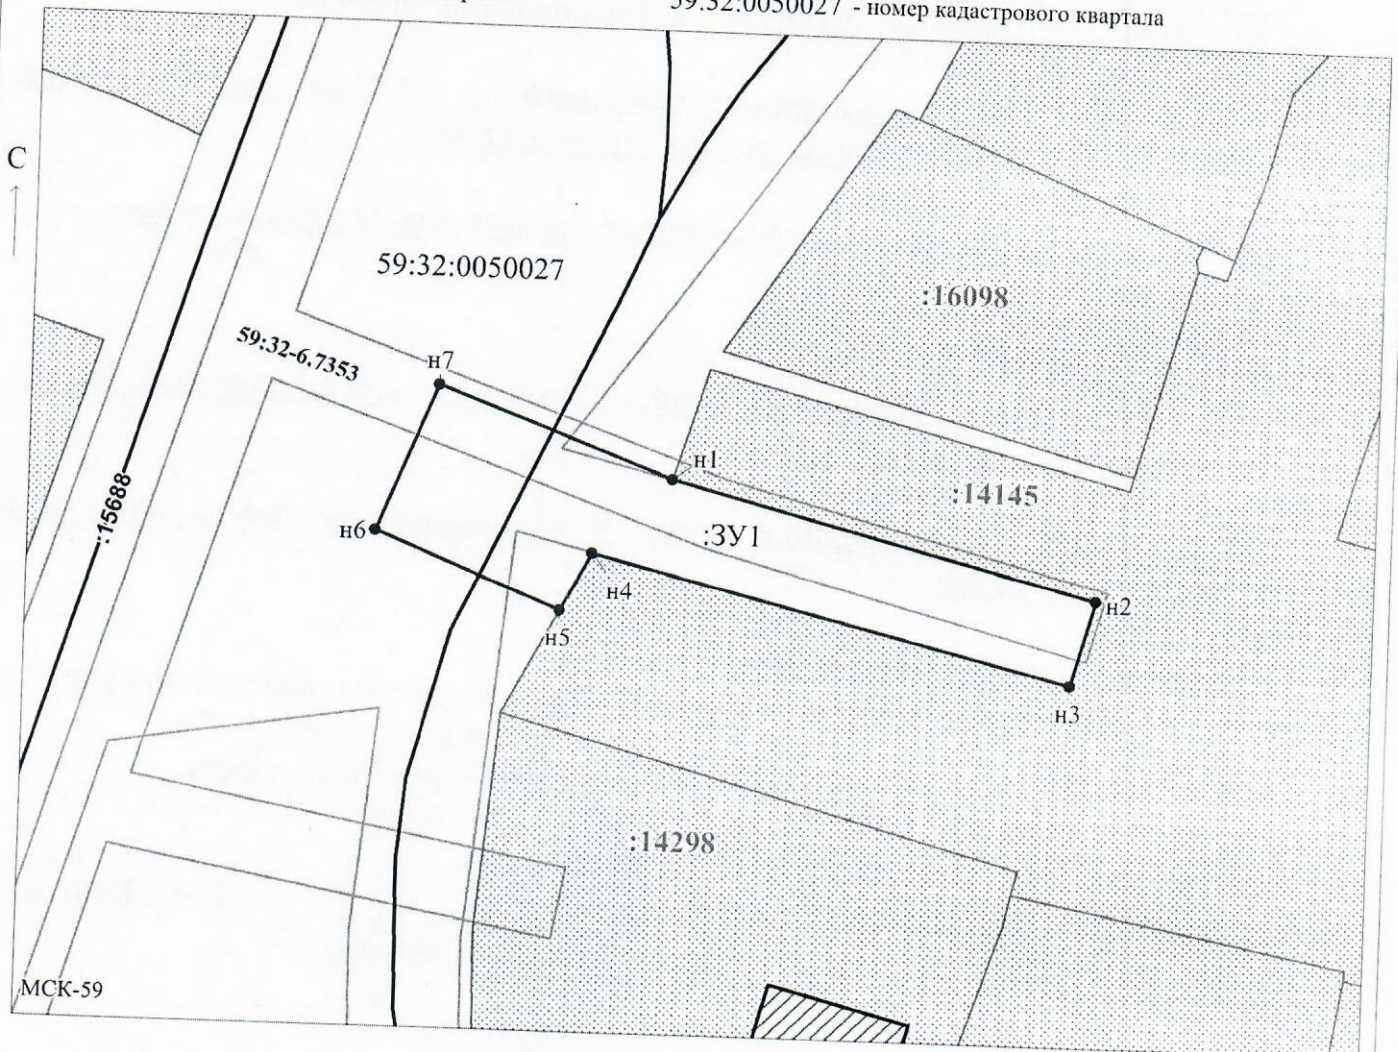 59:32:0050027 - номер кадастрового квартала
С
59:32:0050027
:16098
59:32-6.7353
н7
н1
:14145
:15688
н6
:ЗУ1
н4
н2
н5
н3
:14298
МСК-59